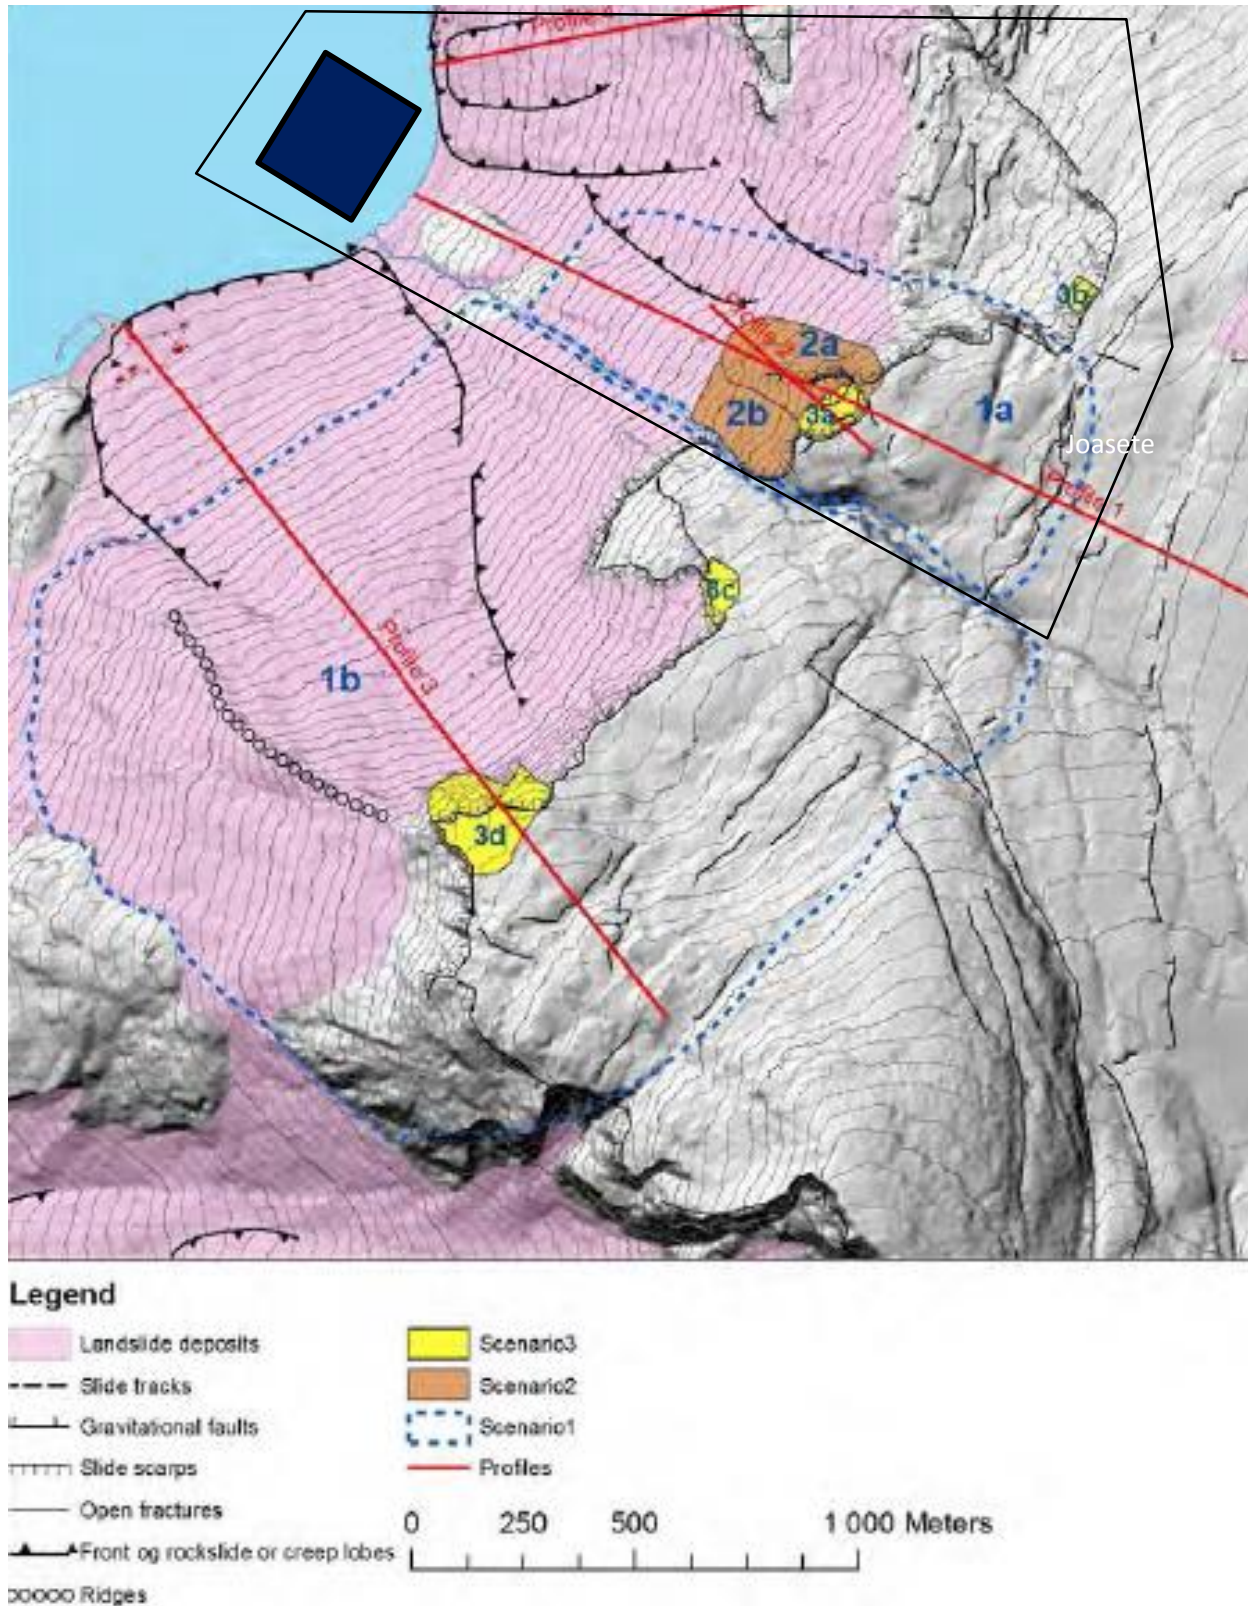 Profile 2
3b
2a
1a
2b
3a
Joasete
Profile 1
3c
Profile 3
1b
3d
Legend
Landslide deposits
Slide tracks
Gravitational faults
Slide scarps
Open fractures
Front og rockslide or creep lobes
Ridges
Scenario3
Scenario2
Scenario1
Profiles
0 250 500 1 000 Meters